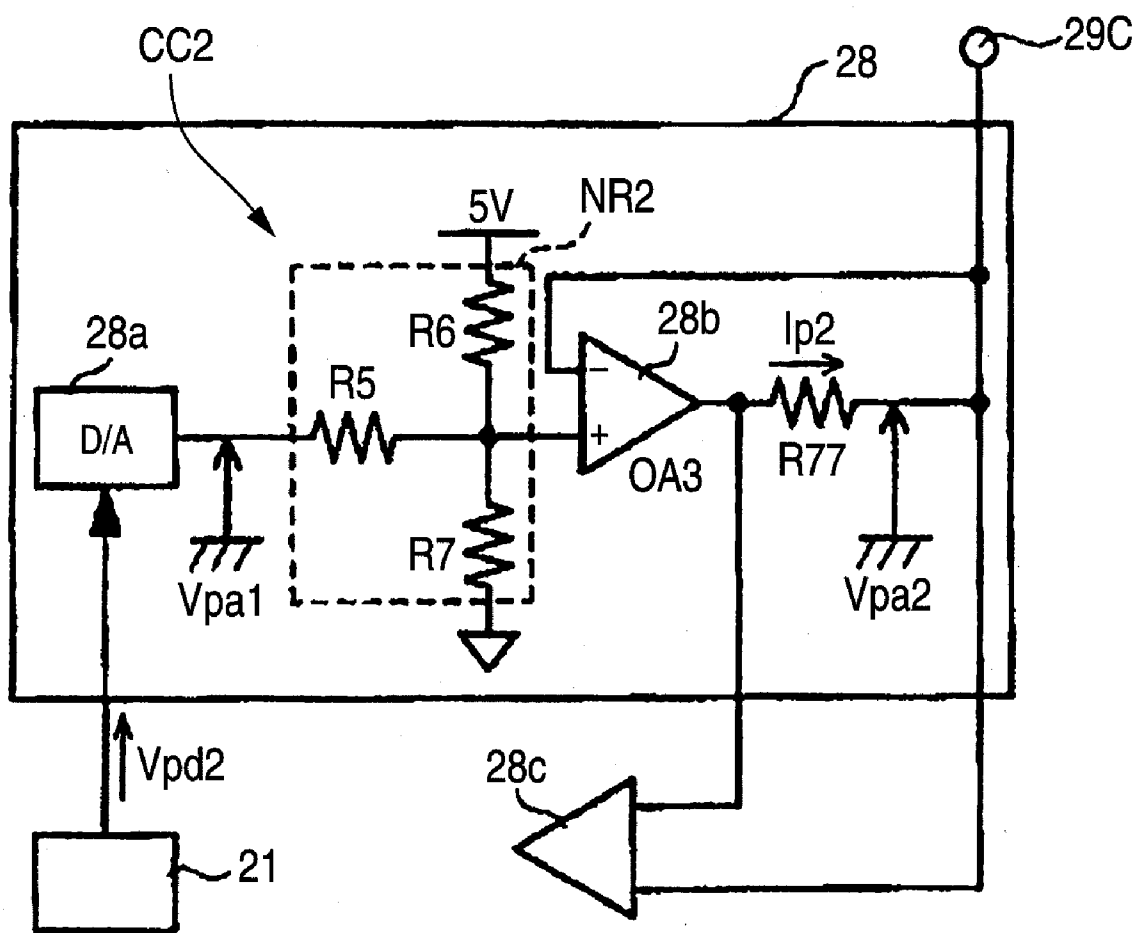 CC2
28
29C
5V
NR2
28a
R6
28b
Ip2
R5
D/A
−
+
OA3
R77
R7
Vpa1
Vpa2
Vpd2
28c
21